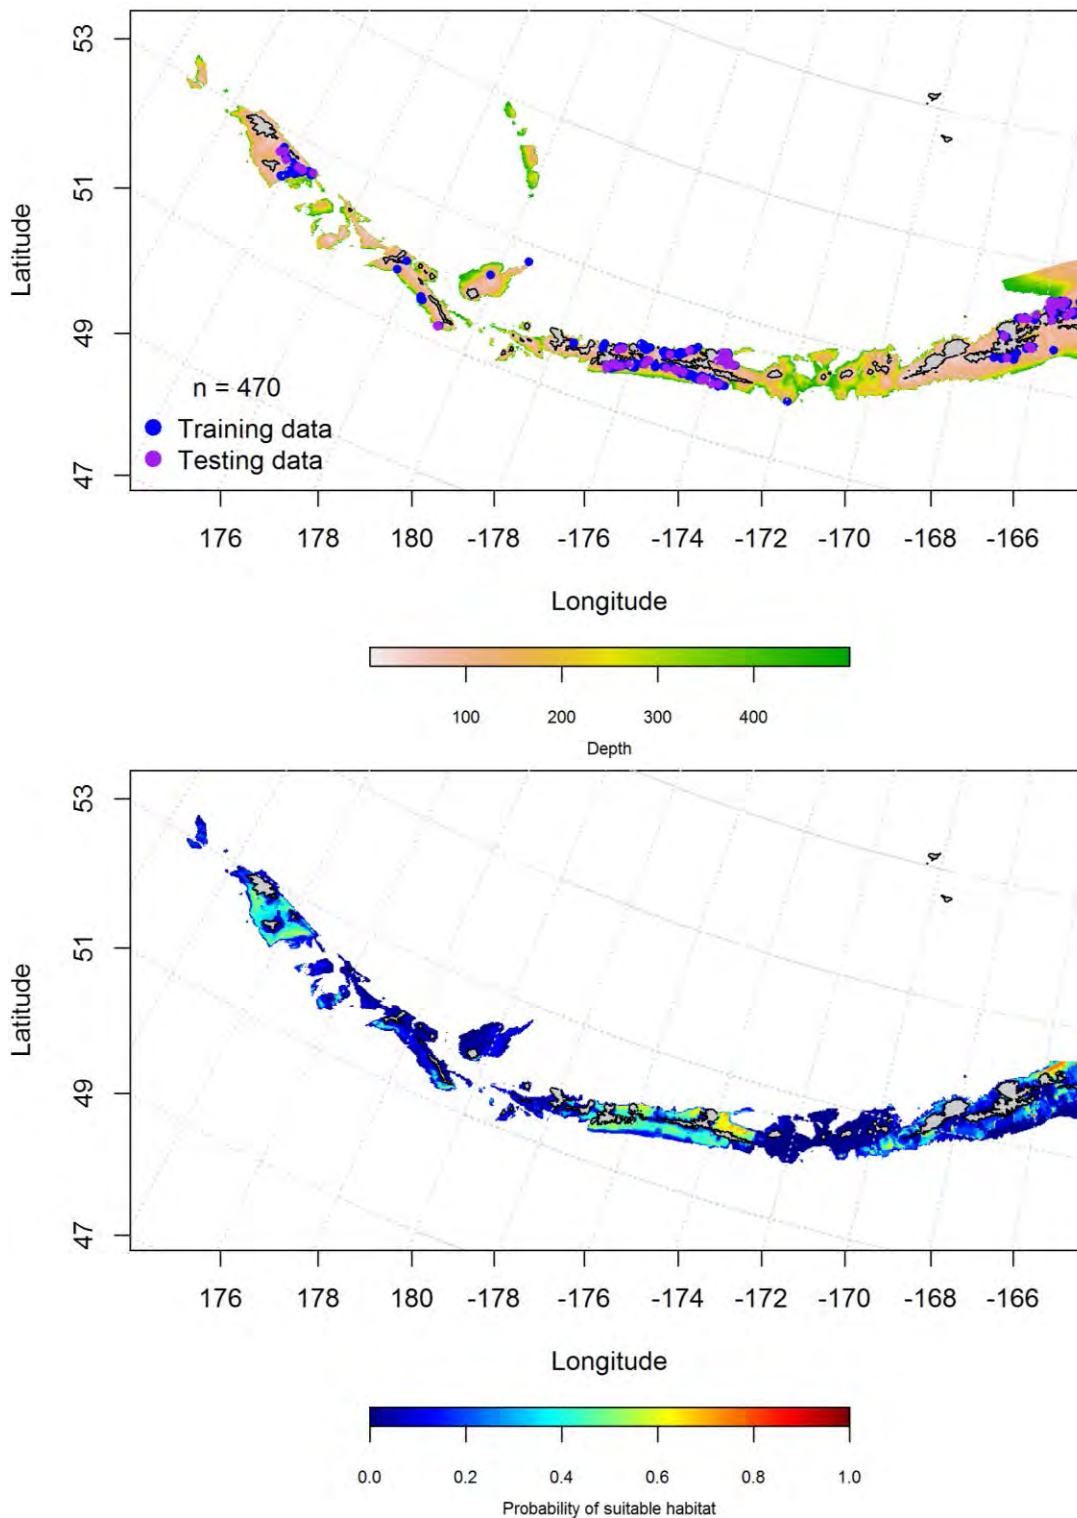 53
51
49
47
Latitude
n = 470
Training data
Testing data
176 178 180 -178 -176 -174 -172 -170 -168 -166
Longitude
100 200 300 400
Depth
53
51
49
47
Latitude
176 178 180 -178 -176 -174 -172 -170 -168 -166
Longitude
0.0 0.2 0.4 0.6 0.8 1.0
Probability of suitable habitat